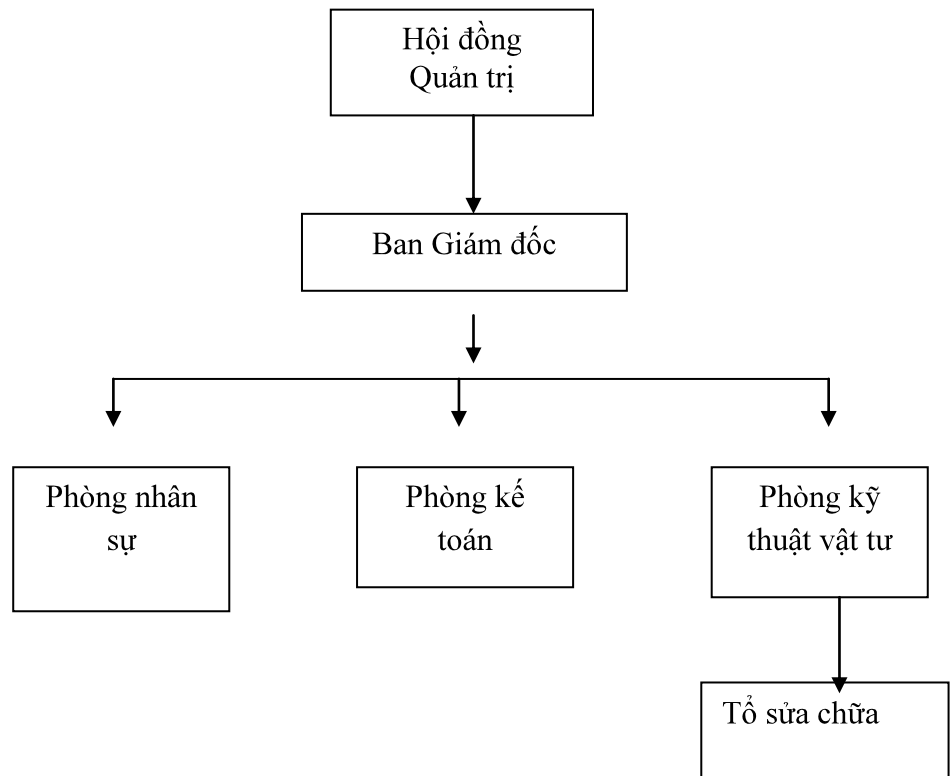 Hội đồng
Quản trị
Ban Giám đốc
Phòng nhân
sự
Phòng kế
toán
Phòng kỹ
thuật vật tư
Tổ sửa chữa